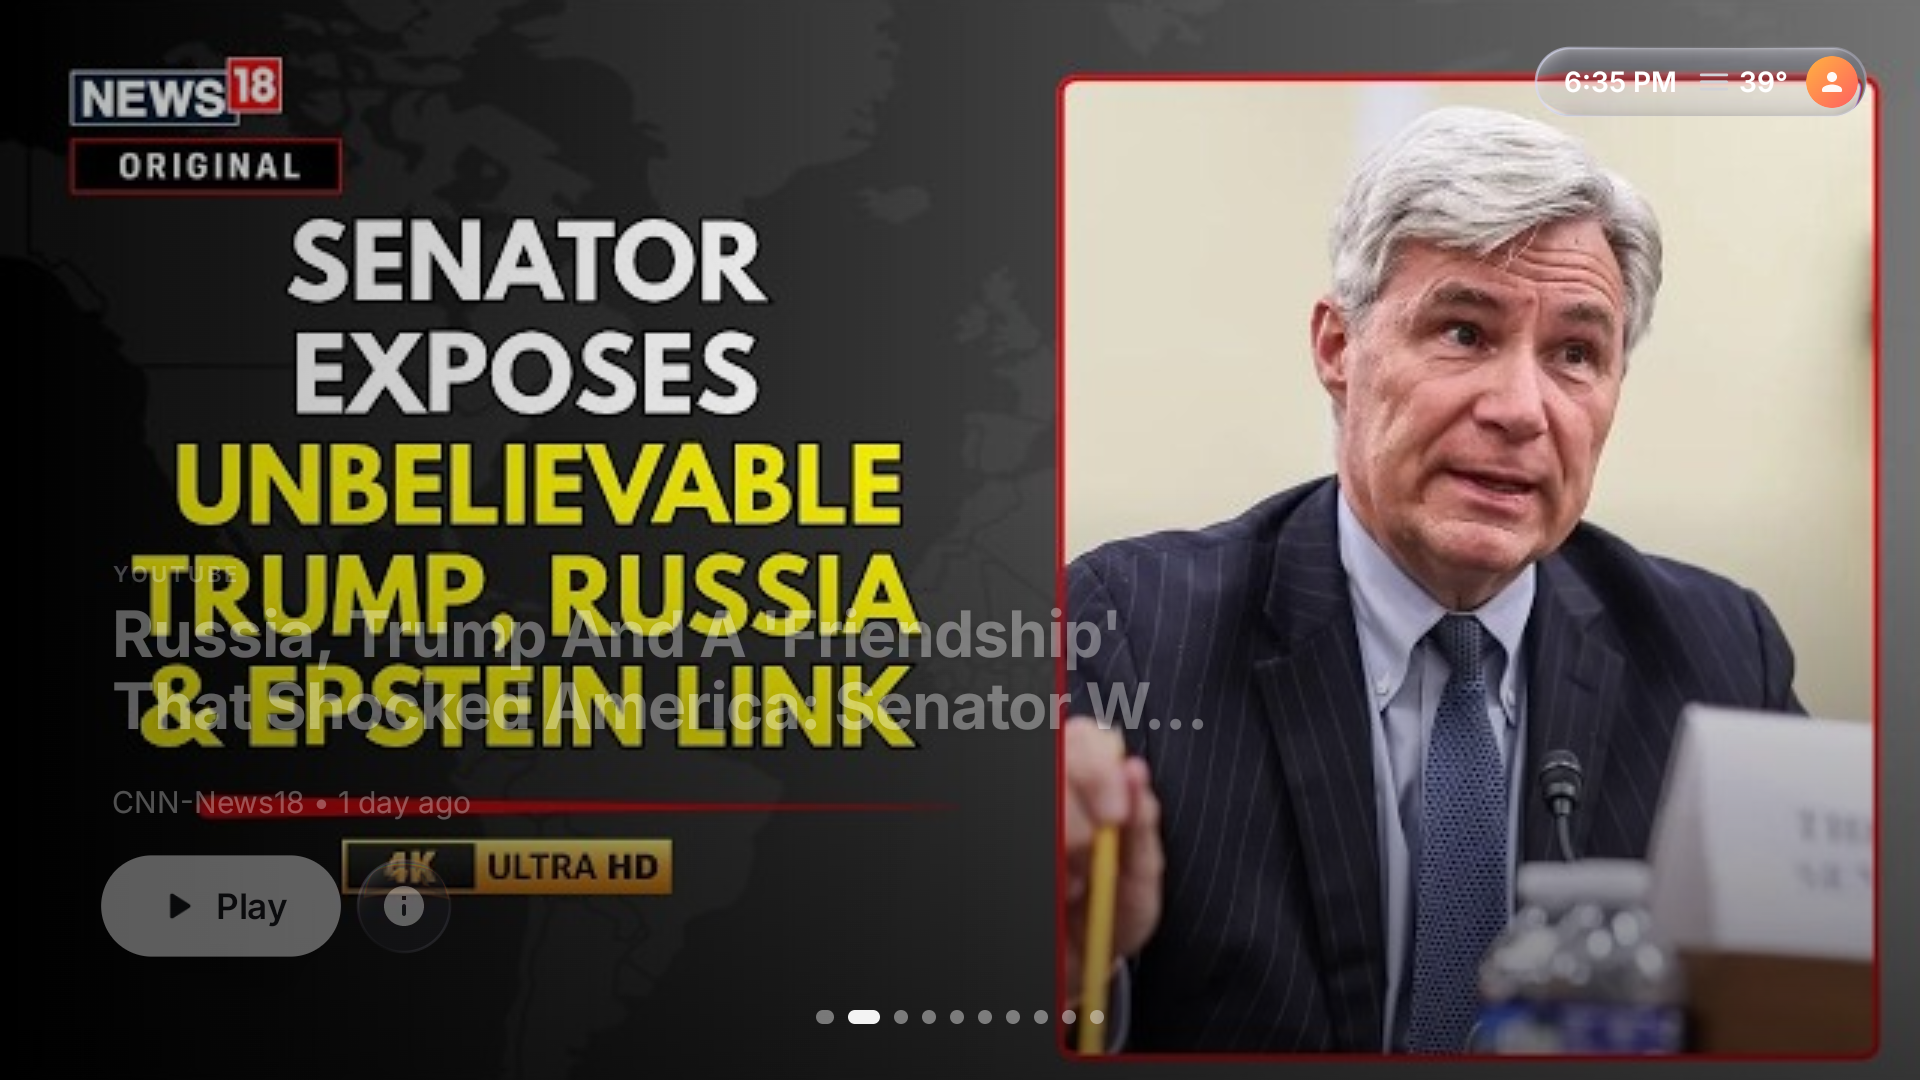 NEWS18
ORIGINAL
6:35 PM 39°
SENATOR
EXPOSES
UNBELIEVABLE
TRUMP, RUSSIA
& EPSTEIN LINK
YOUTUBE
Russia, Trump And A 'Friendship'
That Shocked America: Senator W...
CNN-News18 • 1 day ago
4K ULTRA HD
Play